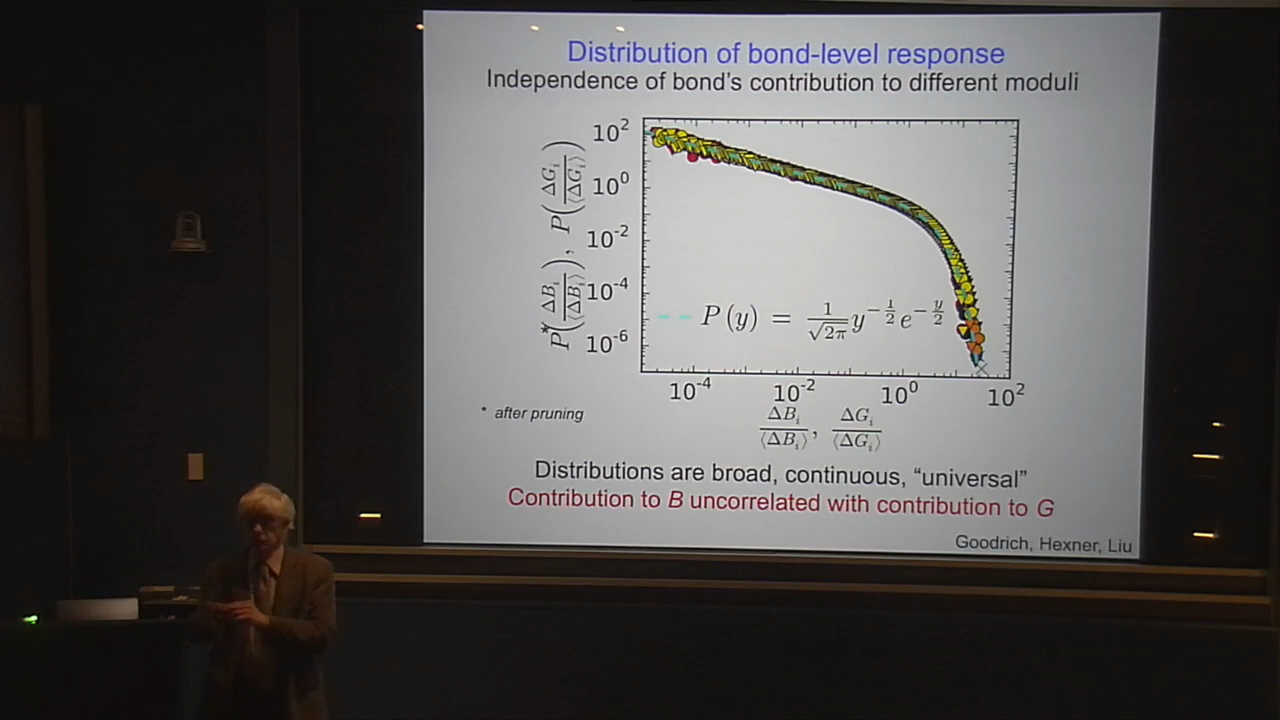 Distribution of bond-level response
Independence of bond's contribution to different moduli
P*(ΔB_i/⟨ΔB_i⟩), P(ΔG_i/⟨ΔG_i⟩)
10^2
10^0
10^-2
10^-4
10^-6
P(y) = 1/√2π y^{-1/2} e^{-y/2}
10^-4
10^-2
10^0
10^2
ΔB_i/⟨ΔB_i⟩, ΔG_i/⟨ΔG_i⟩
* after pruning
Distributions are broad, continuous, “universal”
Contribution to B uncorrelated with contribution to G
Goodrich, Hexner, Liu